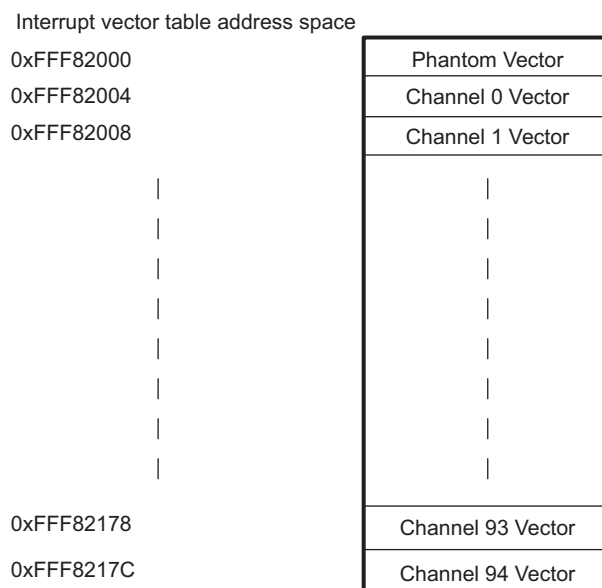 Interrupt vector table address space
0xFFF82000 Phantom Vector
0xFFF82004 Channel 0 Vector
0xFFF82008 Channel 1 Vector
0xFFF82178 Channel 93 Vector
0xFFF8217C Channel 94 Vector